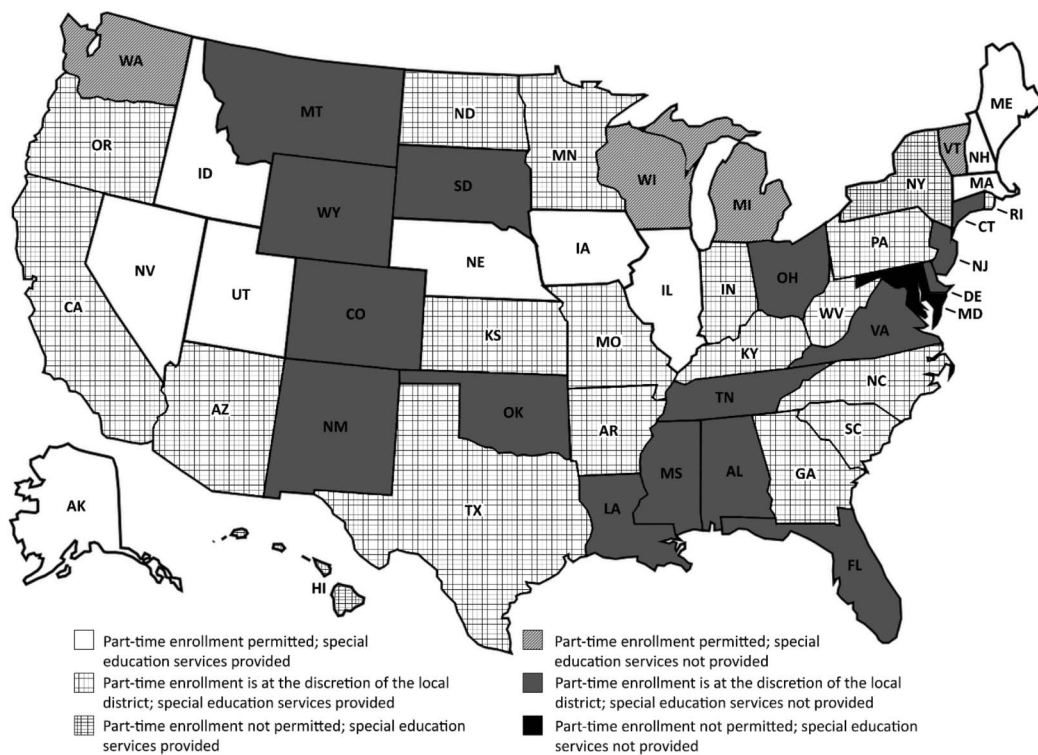 WA
MT
ND
ME
OR
MN
VT
NH
ID
WI
NY
MA
SD
MI
RI
WY
CT
PA
IA
NJ
NE
NV
OH
UT
IL
IN
DE
CA
MD
CO
WV
VA
KS
MO
KY
NC
TN
AZ
OK
NM
AR
SC
MS
AL
GA
AK
TX
LA
FL
HI
Part-time enrollment permitted; special
education services provided
Part-time enrollment is at the discretion of the local
district; special education services provided
Part-time enrollment not permitted; special education
services provided
Part-time enrollment permitted; special
education services not provided
Part-time enrollment is at the discretion of the local
district; special education services not provided
Part-time enrollment not permitted; special education
services not provided